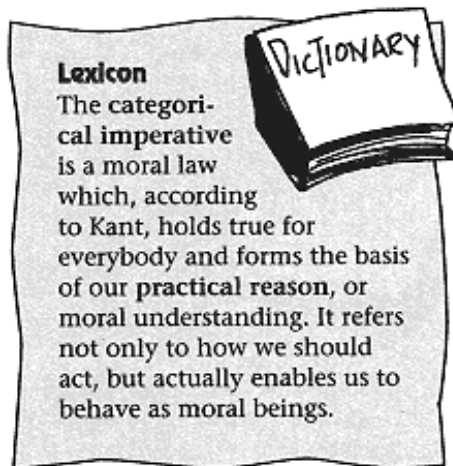 DICTIONARY
Lexicon
The categori-
cal imperative
is a moral law
which, according
to Kant, holds true for
everybody and forms the basis
of our practical reason, or
moral understanding. It refers
not only to how we should
act, but actually enables us to
behave as moral beings.